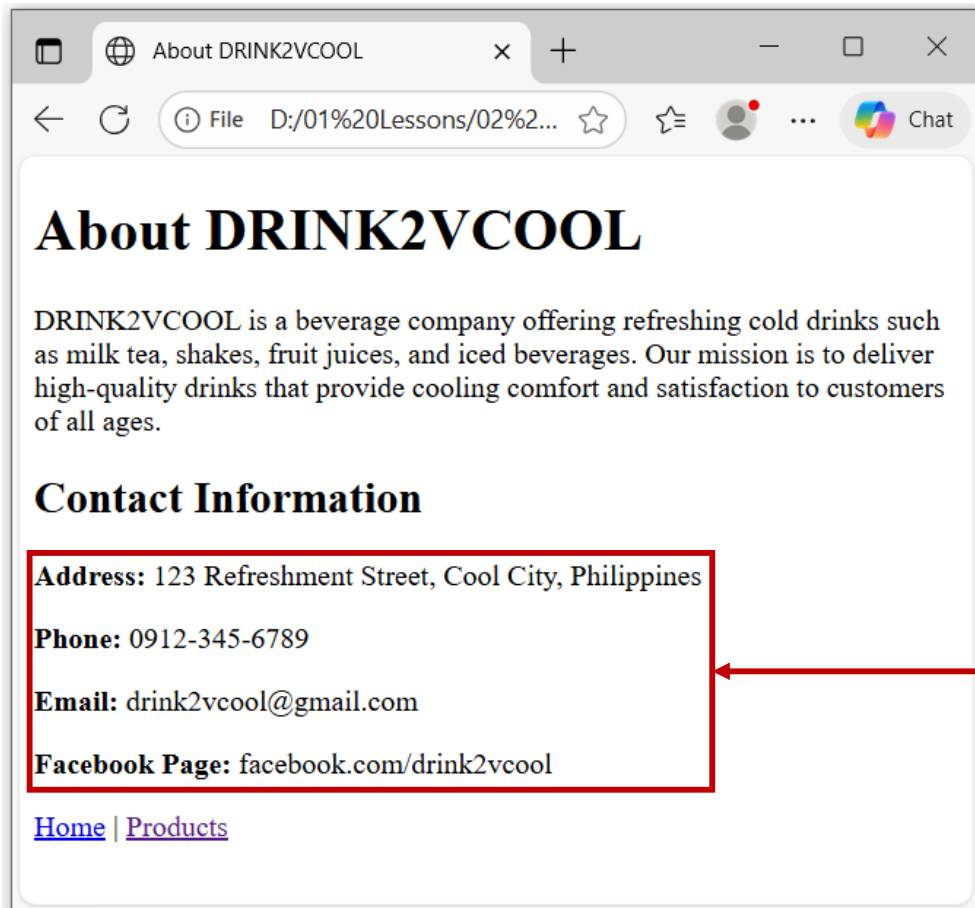 About DRINK2VCOOL
File D:/01%20Lessons/02%2...
Chat
About DRINK2VCOOL
DRINK2VCOOL is a beverage company offering refreshing cold drinks such
as milk tea, shakes, fruit juices, and iced beverages. Our mission is to deliver
high-quality drinks that provide cooling comfort and satisfaction to customers
of all ages.
Contact Information
Address: 123 Refreshment Street, Cool City, Philippines
Phone: 0912-345-6789
Email: drink2vcool@gmail.com
Facebook Page: facebook.com/drink2vcool
Home | Products